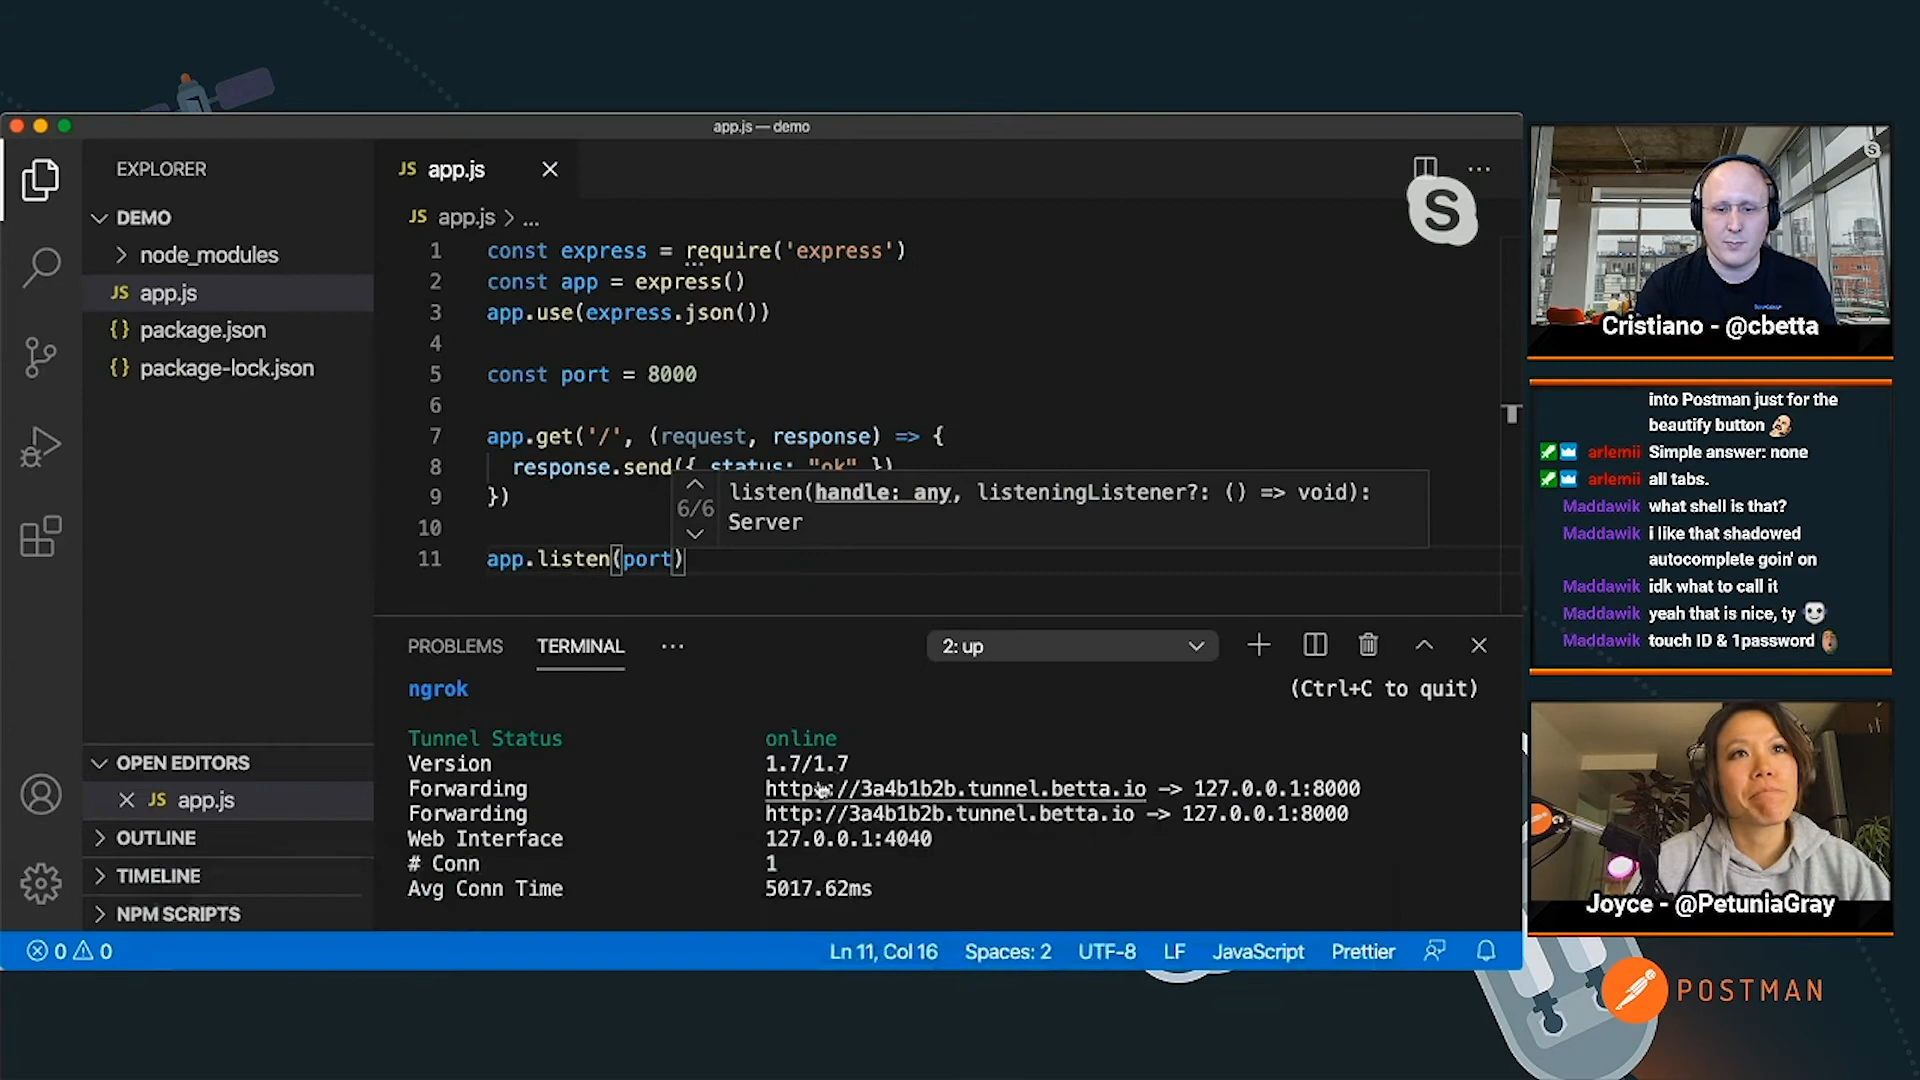 app.js — demo
EXPLORER
DEMO
node_modules
JS app.js
{} package.json
{} package-lock.json
OPEN EDITORS
JS app.js
OUTLINE
TIMELINE
NPM SCRIPTS
JS app.js
JS app.js > ...
1 const express = require('express')
2 const app = express()
3 app.use(express.json())
4
5 const port = 8000
6
7 app.get('/', (request, response) => {
8 response.send({ status: "ok" })
9 })
10
11 app.listen(port)
6/6
listen(handle: any, listeningListener?: () => void):
Server
PROBLEMS TERMINAL ... 2: up
ngrok (Ctrl+C to quit)
Tunnel Status online
Version 1.7/1.7
Forwarding https://3a4b1b2b.tunnel.betta.io -> 127.0.0.1:8000
Forwarding http://3a4b1b2b.tunnel.betta.io -> 127.0.0.1:8000
Web Interface 127.0.0.1:4040
# Conn 1
Avg Conn Time 5017.62ms
0 0 Ln 11, Col 16 Spaces: 2 UTF-8 LF JavaScript Prettier
S
Cristiano - @cbetta
into Postman just for the
beautify button
arlemii Simple answer: none
arlemii all tabs.
Maddawik what shell is that?
Maddawik i like that shadowed
autocomplete goin' on
Maddawik idk what to call it
Maddawik yeah that is nice, ty
Maddawik touch ID & 1password
Joyce - @PetuniaGray
POSTMAN